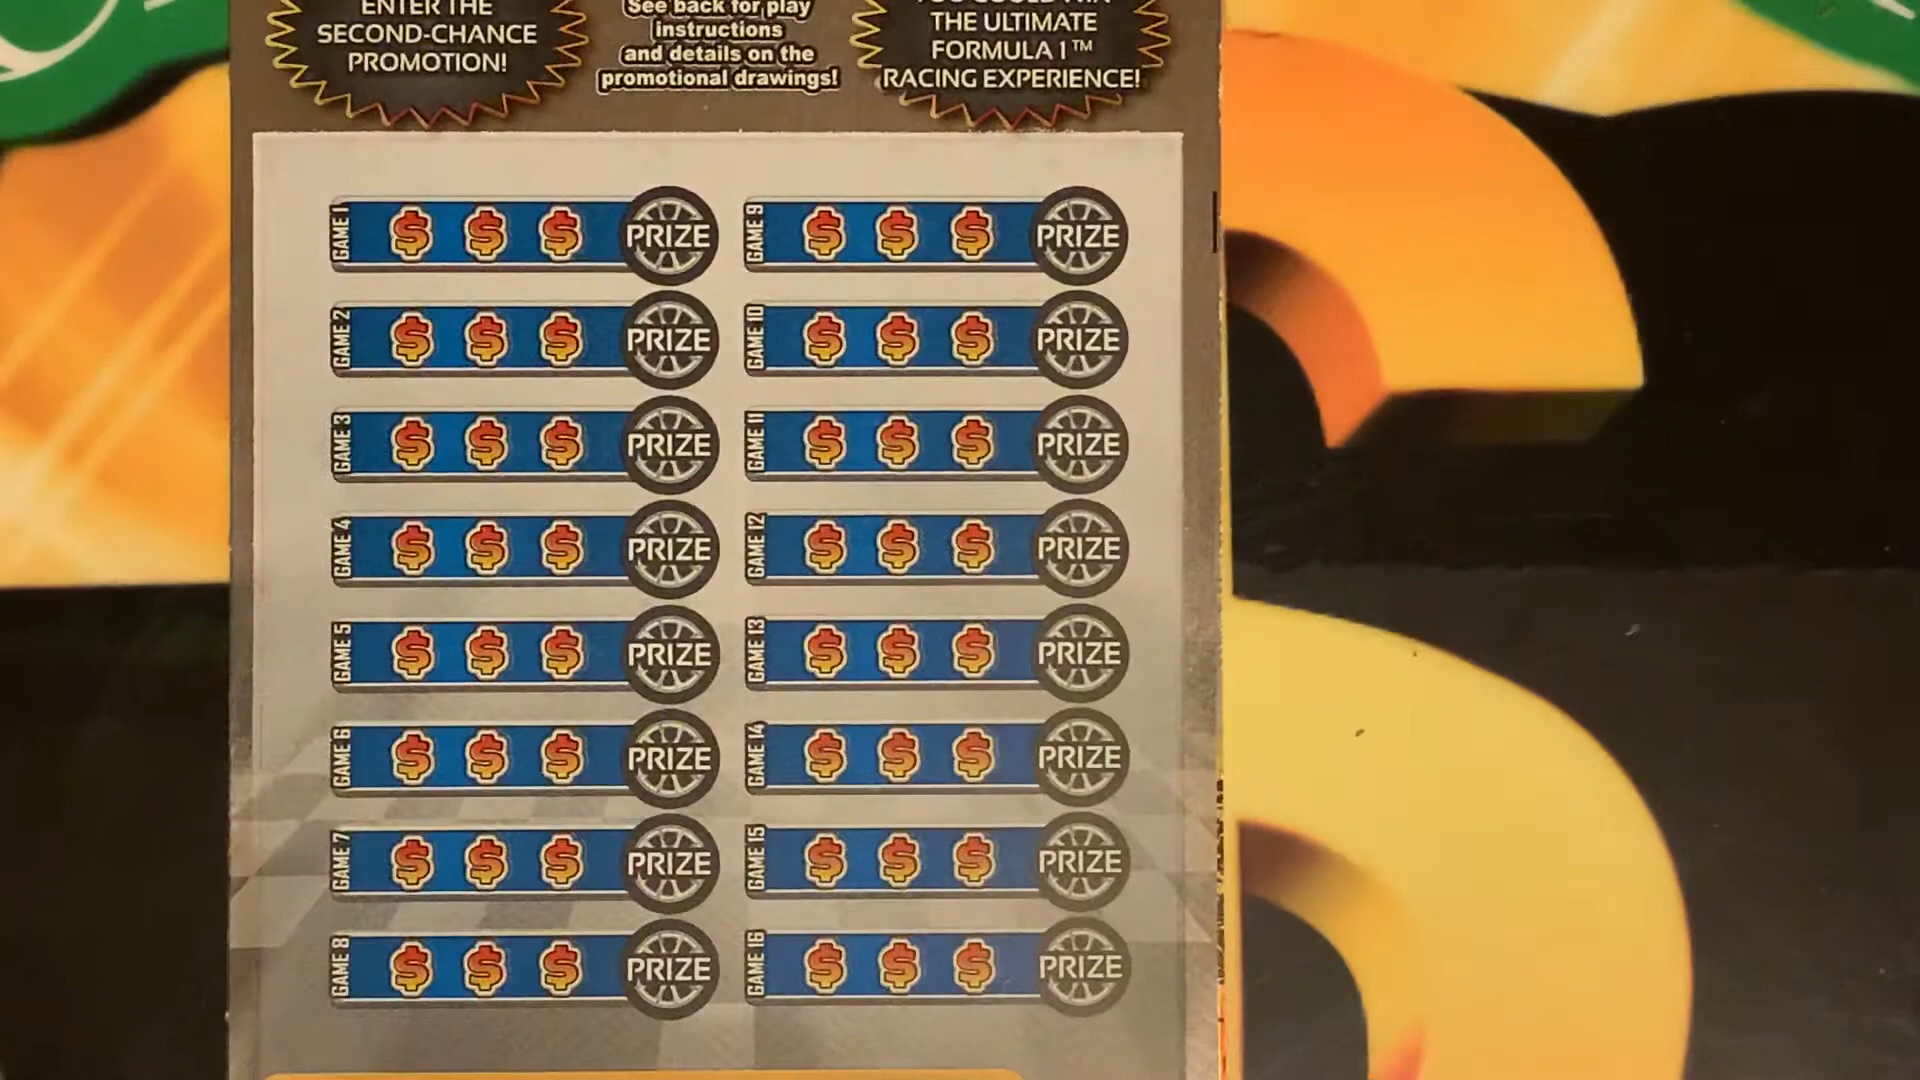 ENTER THE
SECOND-CHANCE
PROMOTION!
See back for play
instructions
and details on the
promotional drawings!
THE ULTIMATE
FORMULA 1™
RACING EXPERIENCE!
GAME 1 $ $ $ PRIZE
GAME 2 $ $ $ PRIZE
GAME 3 $ $ $ PRIZE
GAME 4 $ $ $ PRIZE
GAME 5 $ $ $ PRIZE
GAME 6 $ $ $ PRIZE
GAME 7 $ $ $ PRIZE
GAME 8 $ $ $ PRIZE
GAME 9 $ $ $ PRIZE
GAME 10 $ $ $ PRIZE
GAME 11 $ $ $ PRIZE
GAME 12 $ $ $ PRIZE
GAME 13 $ $ $ PRIZE
GAME 14 $ $ $ PRIZE
GAME 15 $ $ $ PRIZE
GAME 16 $ $ $ PRIZE